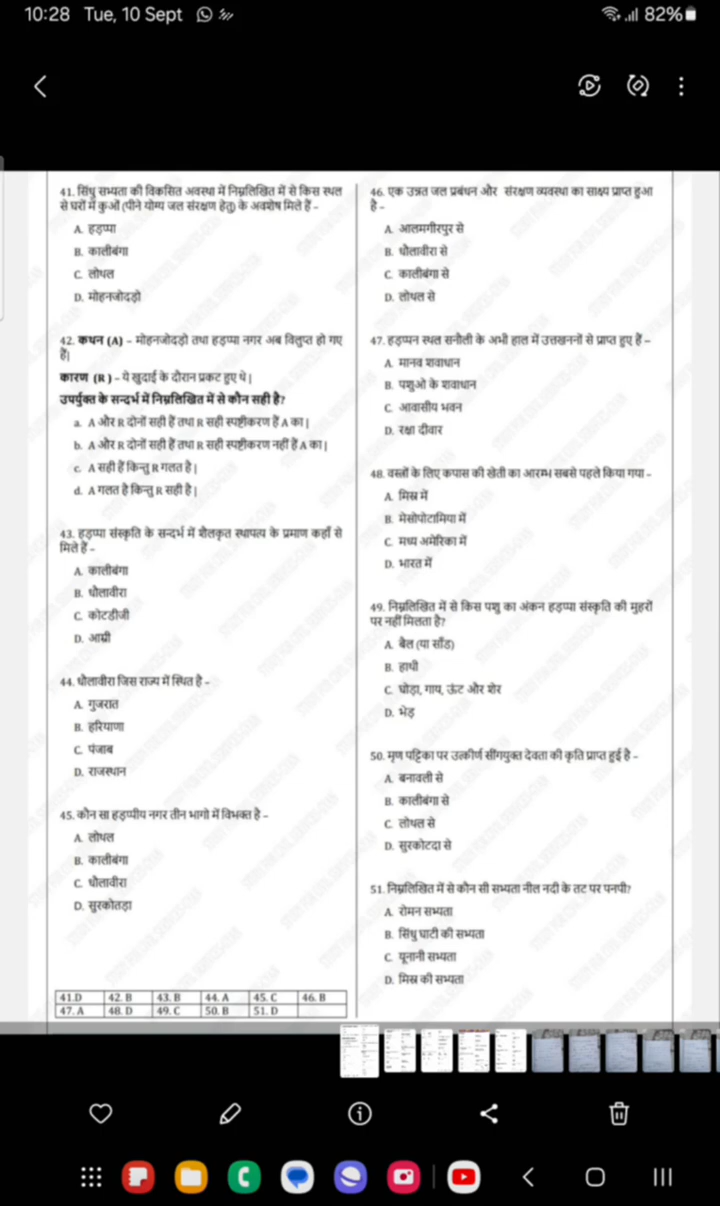 10:28 Tue, 10 Sept
82%
41. सिंधु सभ्यता की विकसित अवस्था में निम्नलिखित में से किस स्थल
से घरों में कुओं (पीने योग्य जल संरक्षण हेतु) के अवशेष मिले हैं -
A. हड़प्पा
B. कालीबंगा
C. लोथल
D. मोहनजोदड़ो
42. कथन (A) - मोहनजोदड़ो तथा हड़प्पा नगर अब विलुप्त हो गए
हैं|
कारण (R ) - ये खुदाई के दौरान प्रकट हुए थे |
उपर्युक्त के सन्दर्भ में निम्नलिखित में से कौन सही है?
a. A और R दोनों सही हैं तथा R सही स्पष्टीकरण हैं A का |
b. A और R दोनों सही हैं तथा R सही स्पष्टीकरण नहीं हैं A का |
c. A सही हैं किन्तु R गलत है |
d. A गलत है किन्तु R सही है |
43. हड़प्पा संस्कृति के सन्दर्भ में शैलकृत स्थापत्य के प्रमाण कहाँ से
मिले हैं -
A. कालीबंगा
B. धौलावीरा
C. कोटडीजी
D. आम्री
44. धौलावीरा जिस राज्य में स्थित है -
A. गुजरात
B. हरियाणा
C. पंजाब
D. राजस्थान
45. कौन सा हड़प्पीय नगर तीन भागो में विभक्त है -
A. लोथल
B. कालीबंगा
C. धौलावीरा
D. सुरकोतड़ा
41.D 42. B 43. B 44. A 45. C 46. B
47. A 48. D 49. C 50. B 51. D
46. एक उन्नत जल प्रबंधन और संरक्षण व्यवस्था का साक्ष्य प्राप्त हुआ
है -
A. आलमगीरपुर से
B. धौलावीरा से
C. कालीबंगा से
D. लोथल से
47. हड़प्पन स्थल सनौली के अभी हाल में उत्तखननों से प्राप्त हुए हैं -
A. मानव शवाधान
B. पशुओ के शवाधान
C. आवासीय भवन
D. रक्षा दीवार
48. वस्त्रों के लिए कपास की खेती का आरम्भ सबसे पहले किया गया -
A. मिस्र में
B. मेसोपोटामिया में
C. मध्य अमेरिका में
D. भारत में
49. निम्नलिखित में से किस पशु का अंकन हड़प्पा संस्कृति की मुहरों
पर नहीं मिलता है?
A. बैल (या साँड)
B. हाथी
C. घोड़ा, गाय, ऊंट और शेर
D. भेड़
50. मृण पट्टिका पर उत्कीर्ण सींगयुक्त देवता की कृति प्राप्त हुई है -
A. बनावली से
B. कालीबंगा से
C. लोथल से
D. सुरकोटदा से
51. निम्नलिखित में से कौन सी सभ्यता नील नदी के तट पर पनपी?
A. रोमन सभ्यता
B. सिंधु घाटी की सभ्यता
C. यूनानी सभ्यता
D. मिस्र की सभ्यता